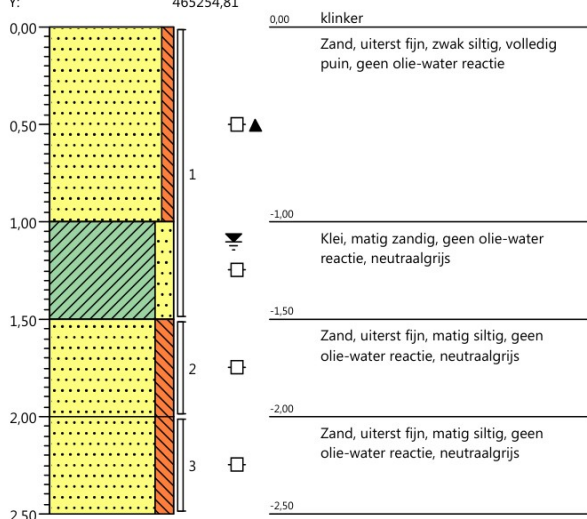 Y: 465254,81
0,00
0,50
1,00
1,50
2,00
2,50
1
2
3
0,00 klinker
Zand, uiterst fijn, zwak siltig, volledig
puin, geen olie-water reactie
-1,00
Klei, matig zandig, geen olie-water
reactie, neutraalgrijs
-1,50
Zand, uiterst fijn, matig siltig, geen
olie-water reactie, neutraalgrijs
-2,00
Zand, uiterst fijn, matig siltig, geen
olie-water reactie, neutraalgrijs
-2,50